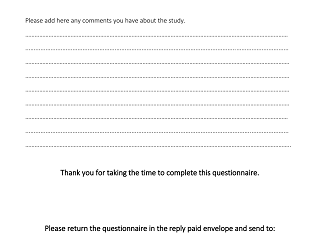 Please add here any comments you have about the study.
Thank you for taking the time to complete this questionnaire.
Please return the questionnaire in the reply paid envelope and send to: